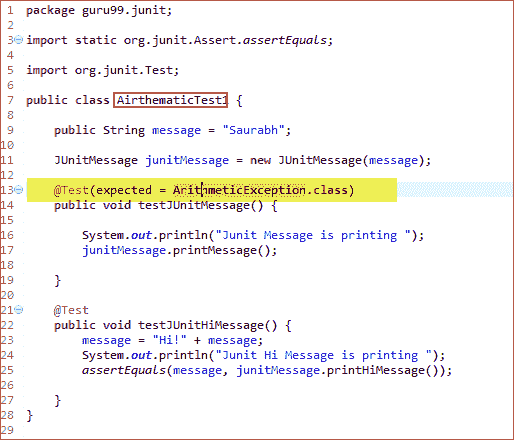 1 package guru99.junit;
2
3 import static org.junit.Assert.assertEquals;
4
5 import org.junit.Test;
6
7 public class AirthematicTest1 {
8
9 public String message = "Saurabh";
10
11 JUnitMessage junitMessage = new JUnitMessage(message);
12
13 @Test(expected = ArithmeticException.class)
14 public void testJUnitMessage() {
15
16 System.out.println("Junit Message is printing ");
17 junitMessage.printMessage();
18
19 }
20
21 @Test
22 public void testJUnitHiMessage() {
23 message = "Hi!" + message;
24 System.out.println("Junit Hi Message is printing ");
25 assertEquals(message, junitMessage.printHiMessage());
26
27 }
28 }
29